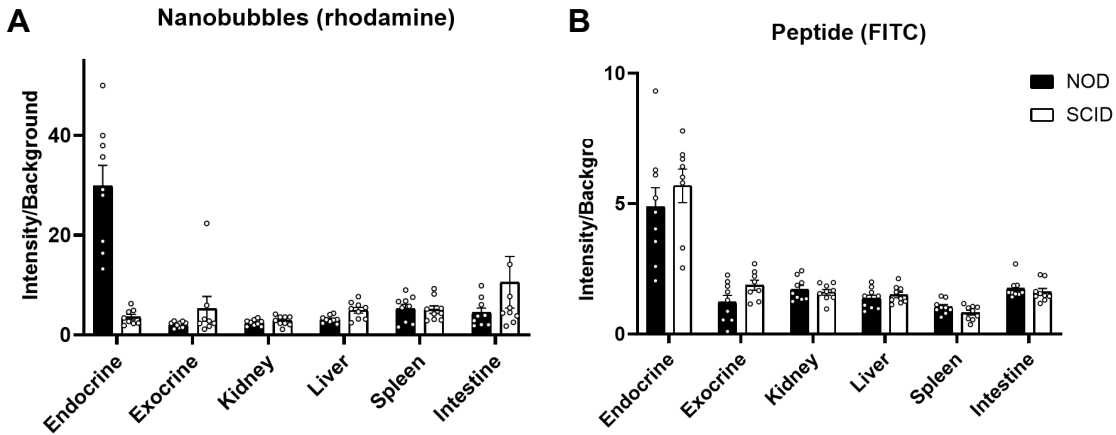 A
Nanobubbles (rhodamine)
Intensity/Background
40
20
0
Endocrine
Exocrine
Kidney
Liver
Spleen
Intestine
B
Peptide (FITC)
Intensity/Backgro
10
5
0
Endocrine
Exocrine
Kidney
Liver
Spleen
Intestine
NOD
SCID